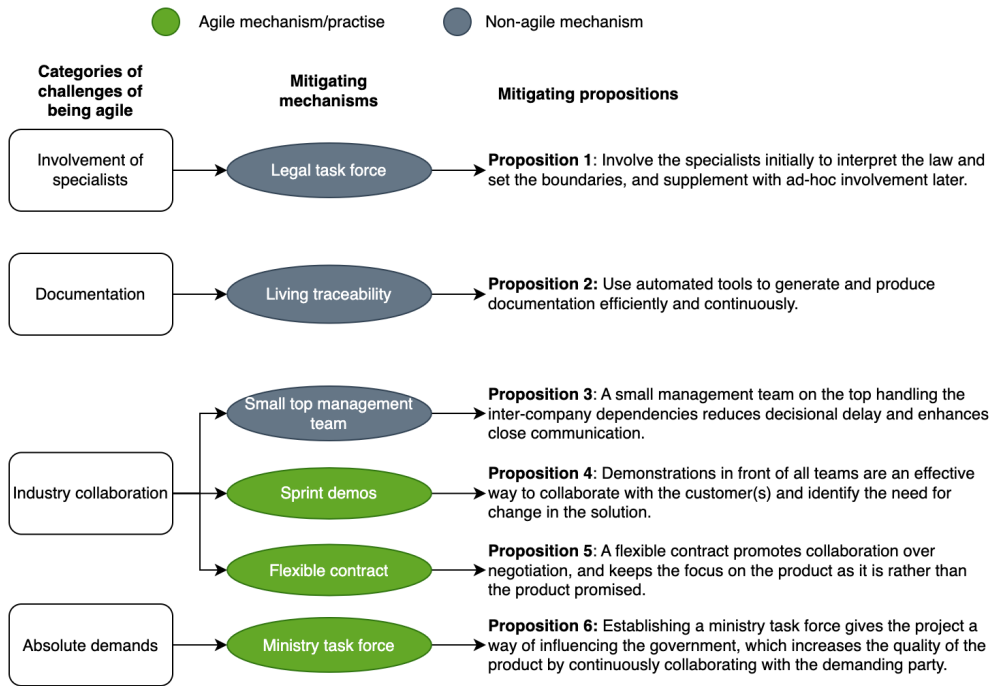 Agile mechanism/practise
Non-agile mechanism
Categories of
challenges of
being agile
Mitigating
mechanisms
Mitigating propositions
Involvement of
specialists
Legal task force
Proposition 1: Involve the specialists initially to interpret the law and
set the boundaries, and supplement with ad-hoc involvement later.
Documentation
Living traceability
Proposition 2: Use automated tools to generate and produce
documentation efficiently and continuously.
Industry collaboration
Small top management
team
Proposition 3: A small management team on the top handling the
inter-company dependencies reduces decisional delay and enhances
close communication.
Sprint demos
Proposition 4: Demonstrations in front of all teams are an effective
way to collaborate with the customer(s) and identify the need for
change in the solution.
Flexible contract
Proposition 5: A flexible contract promotes collaboration over
negotiation, and keeps the focus on the product as it is rather than
the product promised.
Absolute demands
Ministry task force
Proposition 6: Establishing a ministry task force gives the project a
way of influencing the government, which increases the quality of the
product by continuously collaborating with the demanding party.